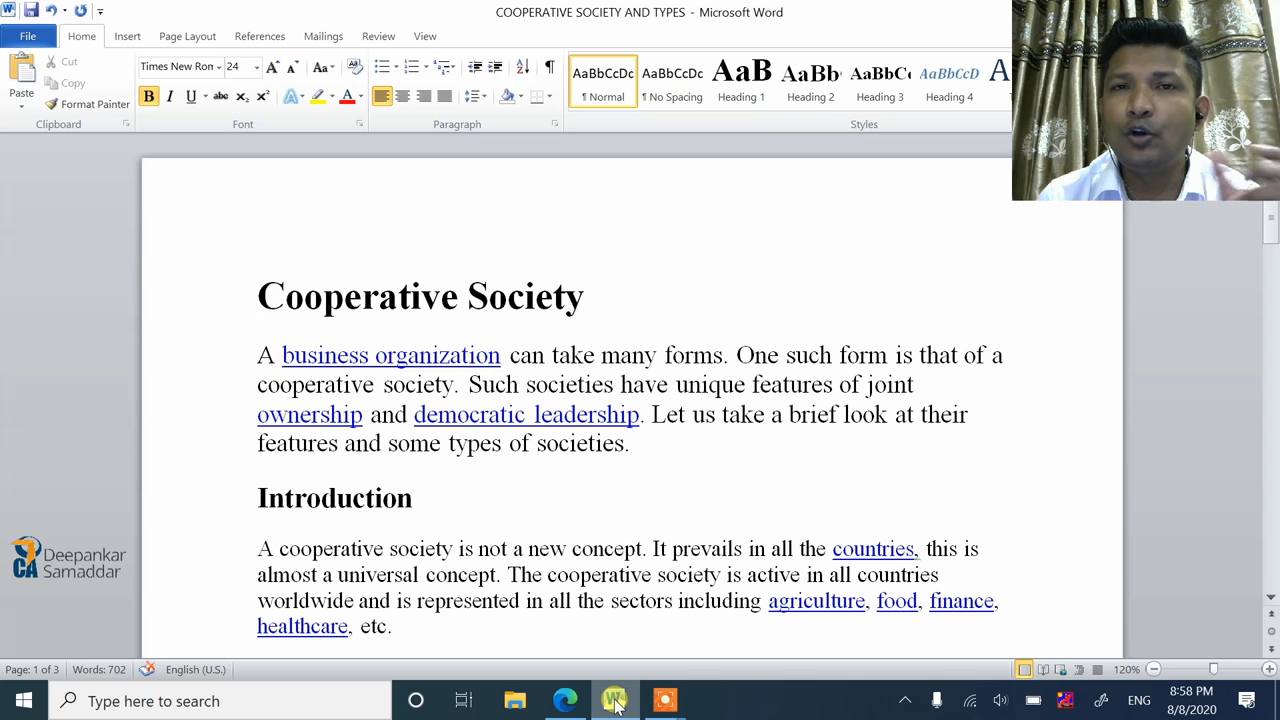 COOPERATIVE SOCIETY AND TYPES - Microsoft Word
File Home Insert Page Layout References Mailings Review View
Paste
Cut
Copy
Format Painter
Clipboard
Times New Ron 24
Font
Paragraph
AaBbCcDc AaBbCcDc AaB AaBb AaBbCc AaBbCcD
¶ Normal ¶ No Spacing Heading 1 Heading 2 Heading 3 Heading 4
Styles
Cooperative Society
A business organization can take many forms. One such form is that of a
cooperative society. Such societies have unique features of joint
ownership and democratic leadership. Let us take a brief look at their
features and some types of societies.
Introduction
A cooperative society is not a new concept. It prevails in all the countries, this is
almost a universal concept. The cooperative society is active in all countries
worldwide and is represented in all the sectors including agriculture, food, finance,
healthcare, etc.
CA Deepankar
Samaddar
Page: 1 of 3 Words: 702 English (U.S.) 120%
Type here to search
ENG
8:58 PM
8/8/2020